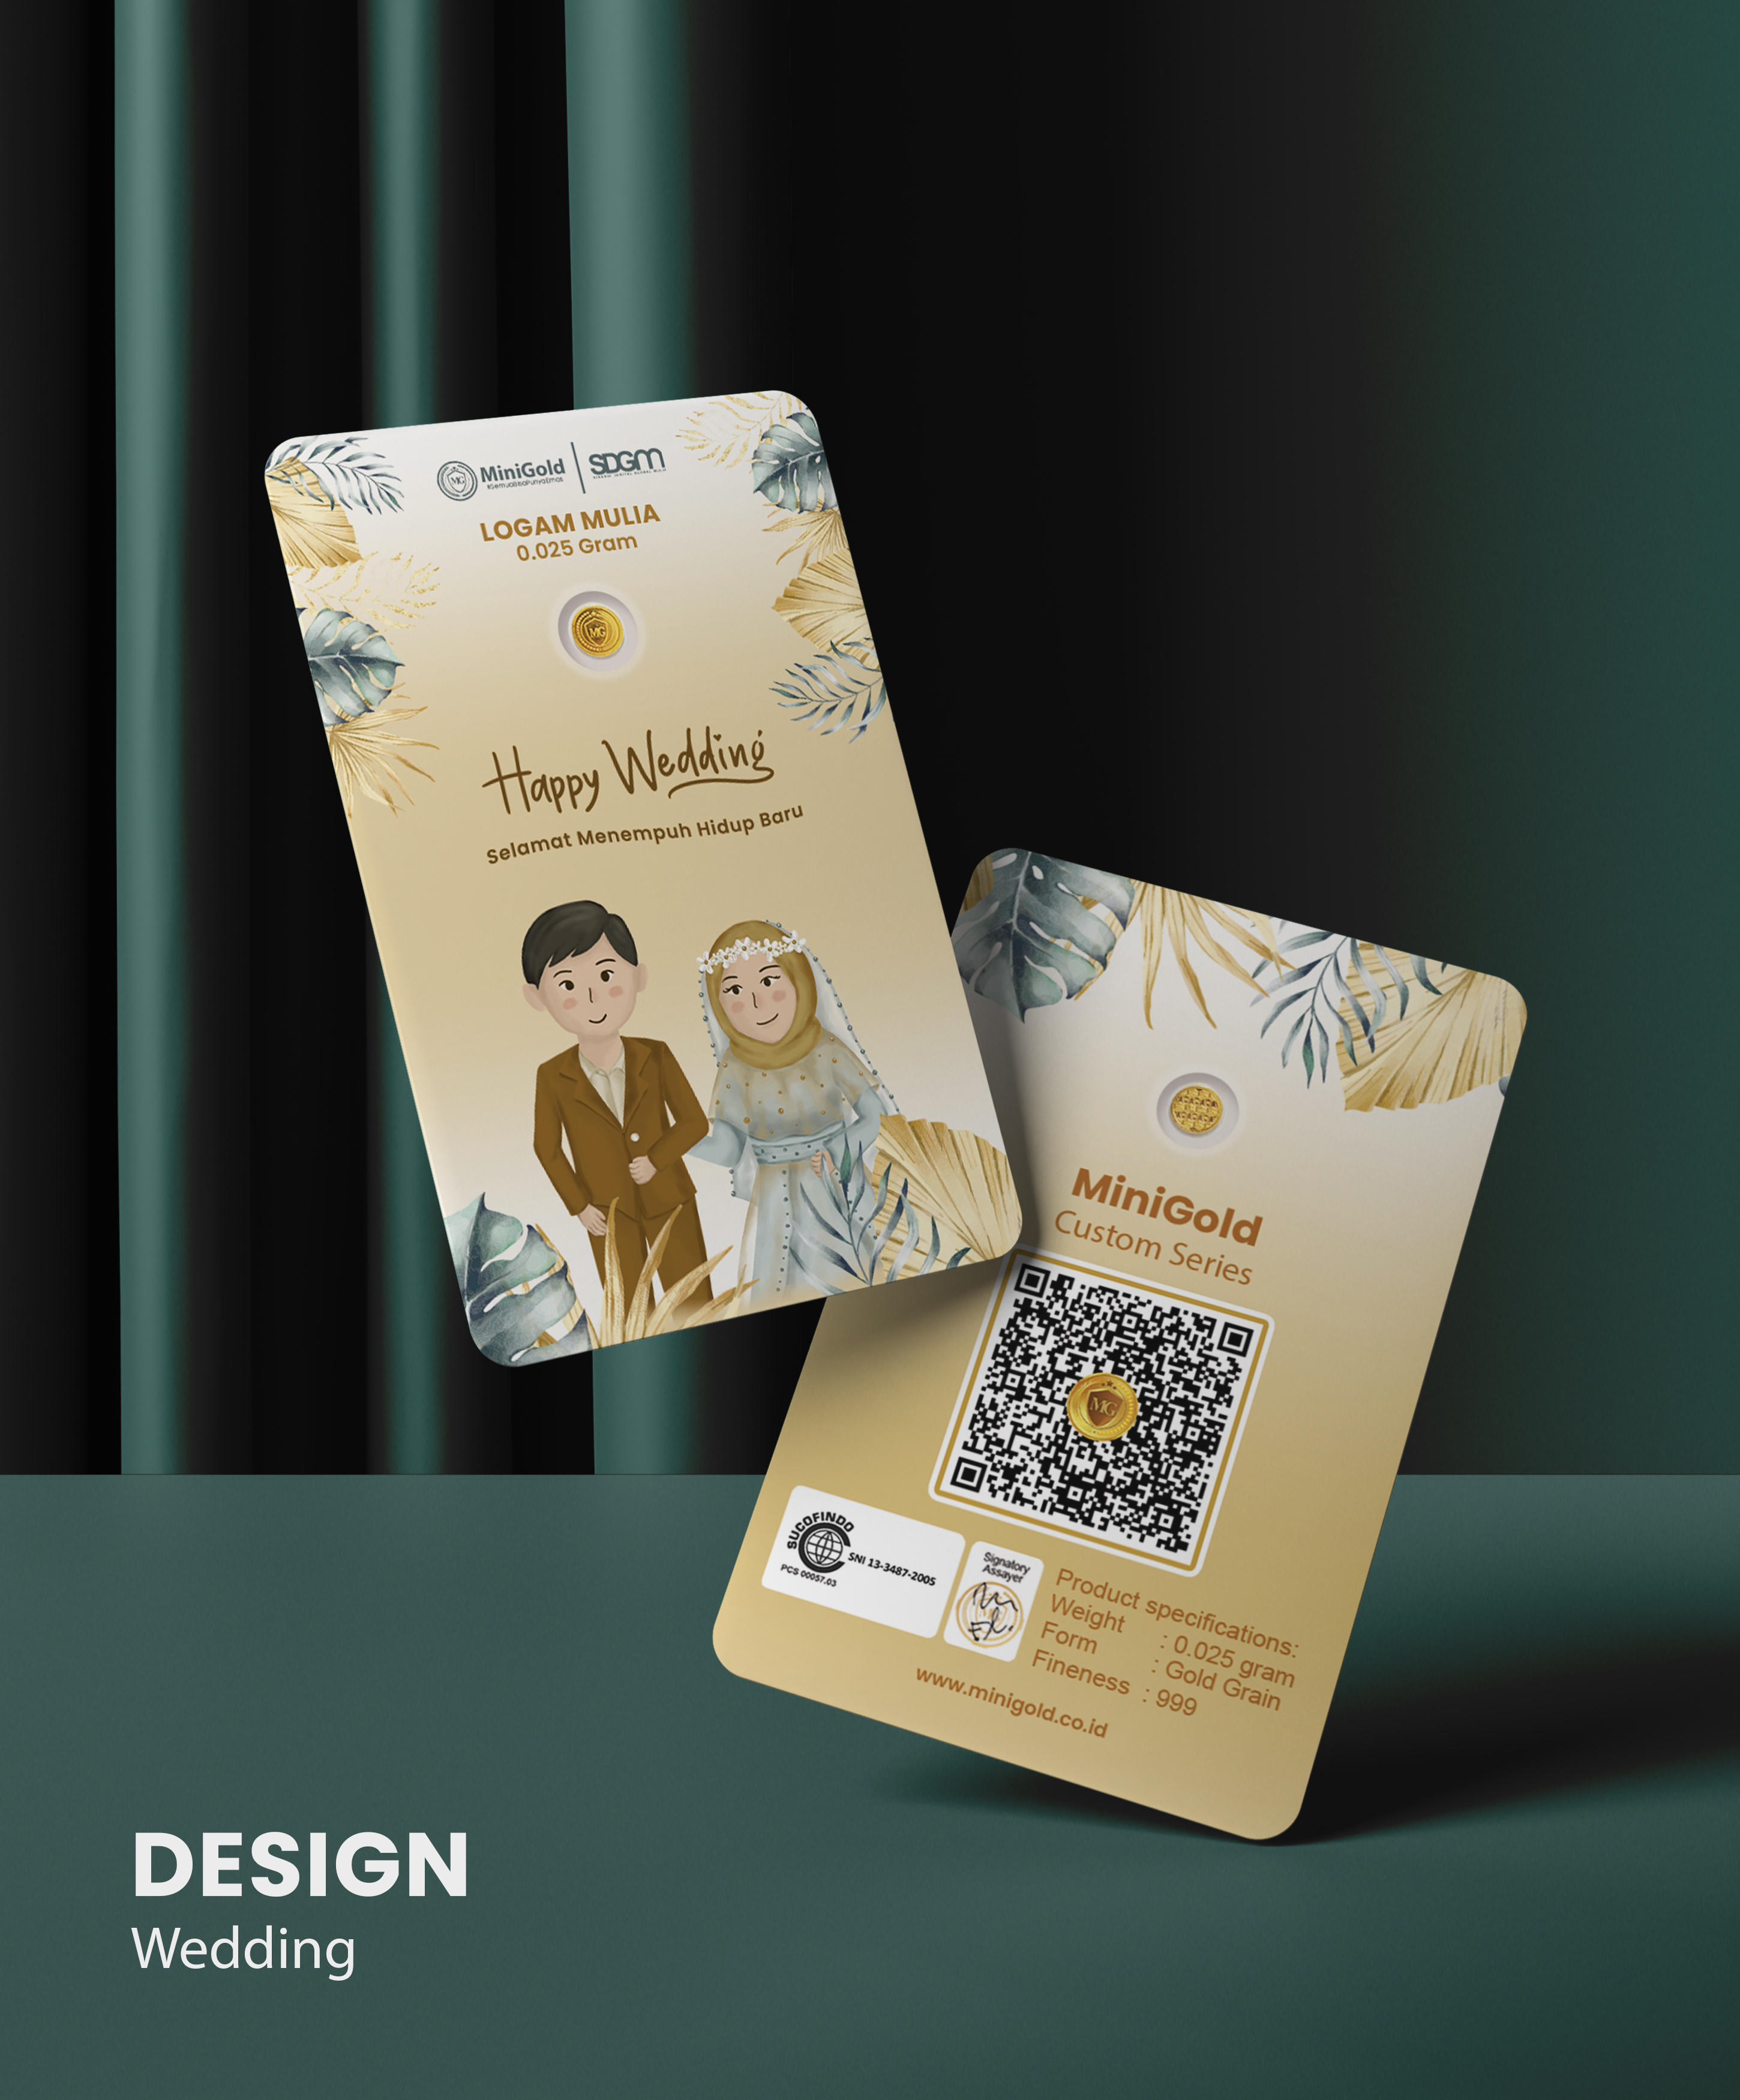 MiniGold
#SemuaBisaPunyaEmas
SDGM
LOGAM MULIA
0.025 Gram
MG
Happy Wedding
Selamat Menempuh Hidup Baru
MiniGold
Custom Series
MG
SUCOFINDO
SNI 13-3487-2005
PCS 00057.03
Signatory
Assayer
Product specifications:
Weight : 0.025 gram
Form : Gold Grain
Fineness : 999
www.minigold.co.id
DESIGN
Wedding